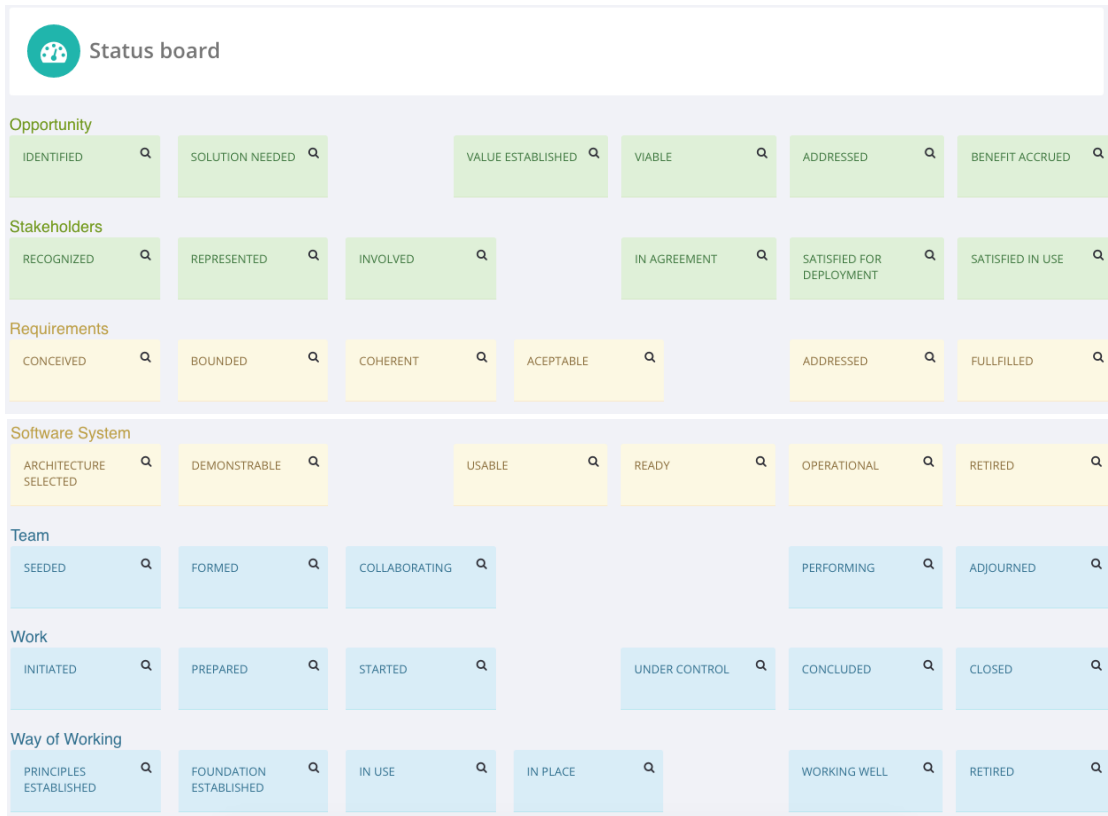 Status board
Opportunity
IDENTIFIED
SOLUTION NEEDED
VALUE ESTABLISHED
VIABLE
ADDRESSED
BENEFIT ACCRUED
Stakeholders
RECOGNIZED
REPRESENTED
INVOLVED
IN AGREEMENT
SATISFIED FOR
DEPLOYMENT
SATISFIED IN USE
Requirements
CONCEIVED
BOUNDED
COHERENT
ACEPTABLE
ADDRESSED
FULLFILLED
Software System
ARCHITECTURE
SELECTED
DEMONSTRABLE
USABLE
READY
OPERATIONAL
RETIRED
Team
SEEDED
FORMED
COLLABORATING
PERFORMING
ADJOURNED
Work
INITIATED
PREPARED
STARTED
UNDER CONTROL
CONCLUDED
CLOSED
Way of Working
PRINCIPLES
ESTABLISHED
FOUNDATION
ESTABLISHED
IN USE
IN PLACE
WORKING WELL
RETIRED